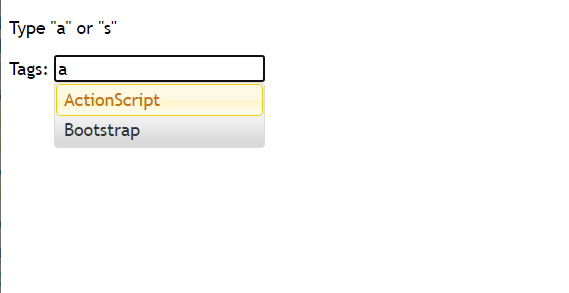 Type "a" or "s"
Tags: a
ActionScript
Bootstrap